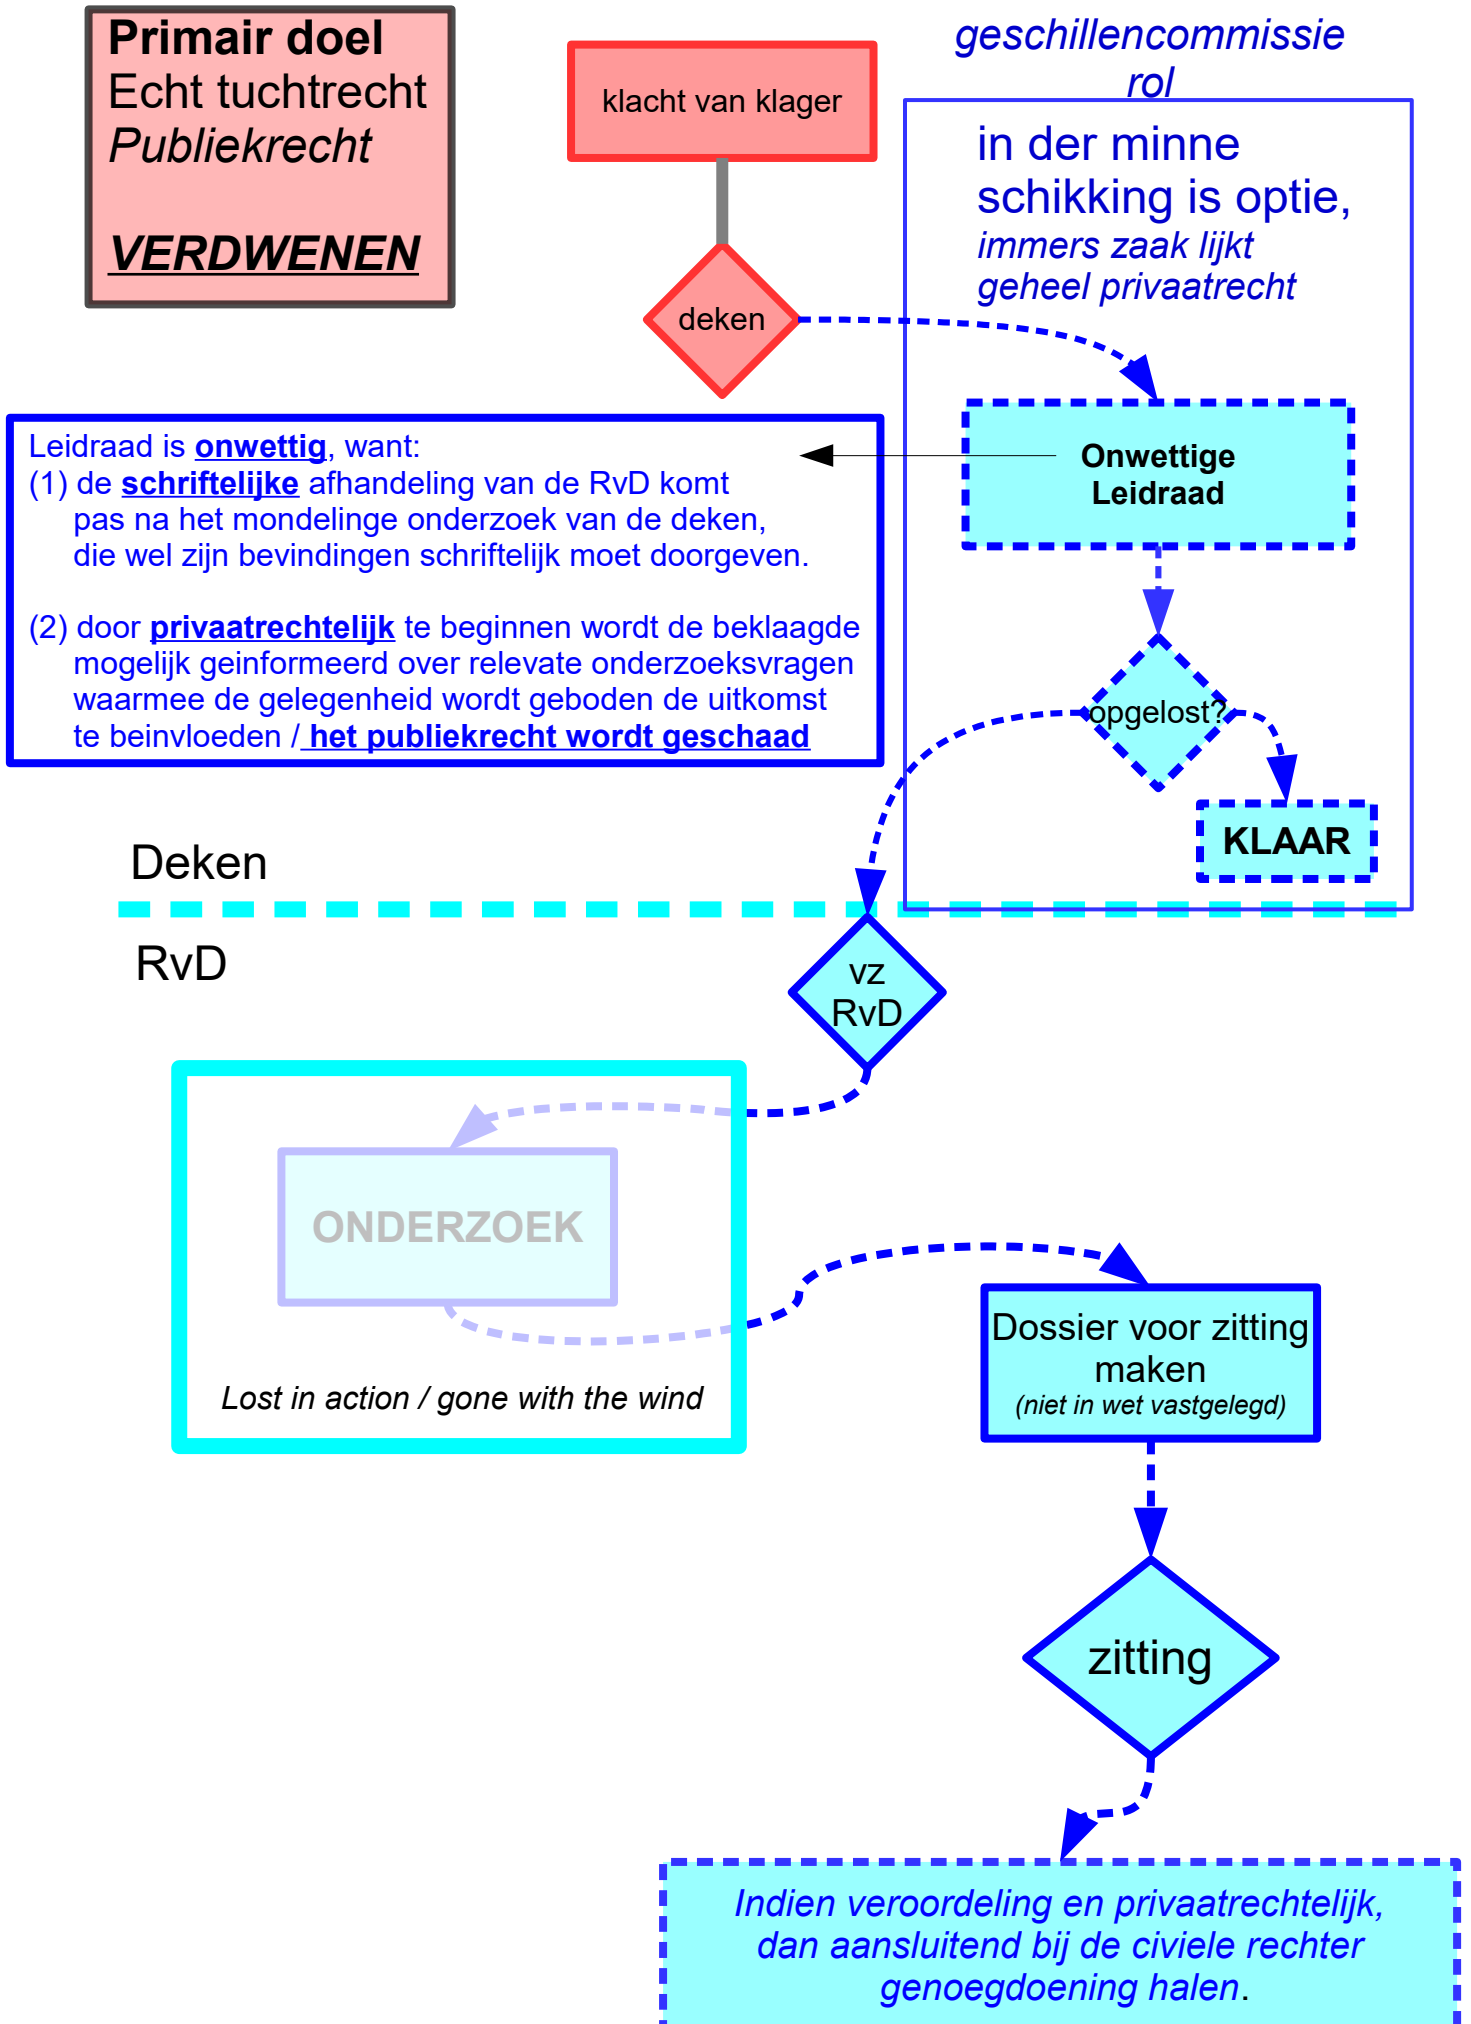 Primair doel
Echt tuchtrecht
Publiekrecht
VERDWENEN
klacht van klager
geschillencommissie
rol
in der minne
schikking is optie,
immers zaak lijkt
geheel privaatrecht
deken
Leidraad is onwettig, want:
(1) de schriftelijke afhandeling van de RvD komt
pas na het mondelinge onderzoek van de deken,
die wel zijn bevindingen schriftelijk moet doorgeven.
(2) door privaatrechtelijk te beginnen wordt de beklaagde
mogelijk geinformeerd over relevate onderzoeksvragen
waarmee de gelegenheid wordt geboden de uitkomst
te beinvloeden / het publiekrecht wordt geschaad
Onwettige
Leidraad
opgelost?
KLAAR
Deken
RvD
vz
RvD
ONDERZOEK
Lost in action / gone with the wind
Dossier voor zitting
maken
(niet in wet vastgelegd)
zitting
Indien veroordeling en privaatrechtelijk,
dan aansluitend bij de civiele rechter
genoegdoening halen.